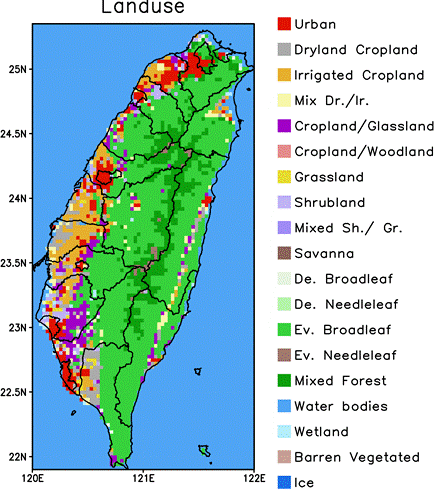 Landuse
Urban
Dryland Cropland
Irrigated Cropland
Mix Dr./Ir.
Cropland/Glassland
Cropland/Woodland
Grassland
Shrubland
Mixed Sh./ Gr.
Savanna
De. Broadleaf
De. Needleleaf
Ev. Broadleaf
Ev. Needleleaf
Mixed Forest
Water bodies
Wetland
Barren Vegetated
Ice
25N
24.5N
24N
23.5N
23N
22.5N
22N
120E
121E
122E